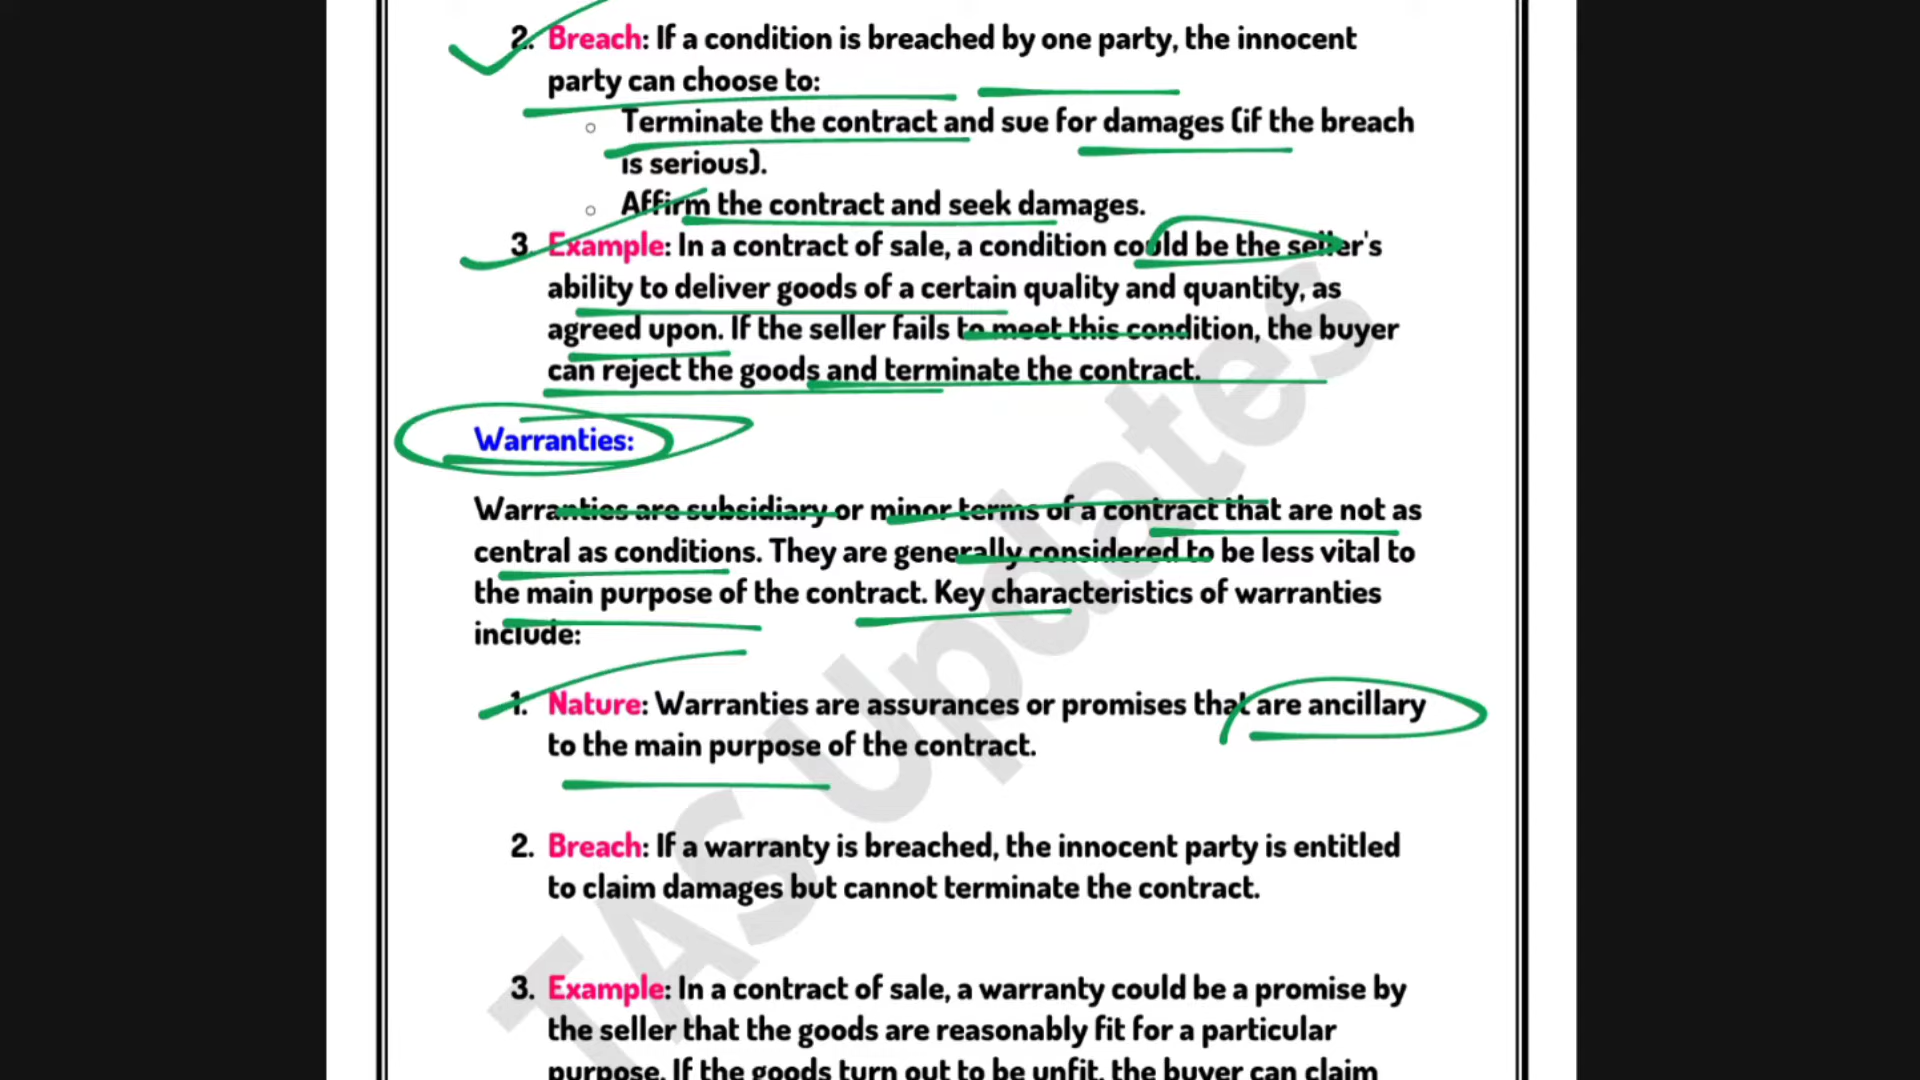 2. Breach: If a condition is breached by one party, the innocent
party can choose to:
Terminate the contract and sue for damages (if the breach
is serious).
Affirm the contract and seek damages.
3. Example: In a contract of sale, a condition could be the seller's
ability to deliver goods of a certain quality and quantity, as
agreed upon. If the seller fails to meet this condition, the buyer
can reject the goods and terminate the contract.
Warranties:
Warranties are subsidiary or minor terms of a contract that are not as
central as conditions. They are generally considered to be less vital to
the main purpose of the contract. Key characteristics of warranties
include:
1. Nature: Warranties are assurances or promises that are ancillary
to the main purpose of the contract.
2. Breach: If a warranty is breached, the innocent party is entitled
to claim damages but cannot terminate the contract.
3. Example: In a contract of sale, a warranty could be a promise by
the seller that the goods are reasonably fit for a particular
purpose. If the goods turn out to be unfit, the buyer can claim
TAS Updates